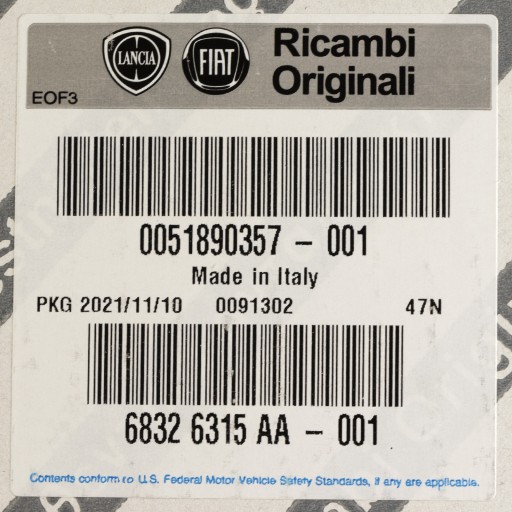 LANCIA FIAT Ricambi
Originali
EOF3
0051890357 - 001
Made in Italy
PKG 2021/11/10 0091302 47N
6832 6315 AA - 001
Contents conform to U.S. Federal Motor Vehicle Safety Standards, if any are applicable.